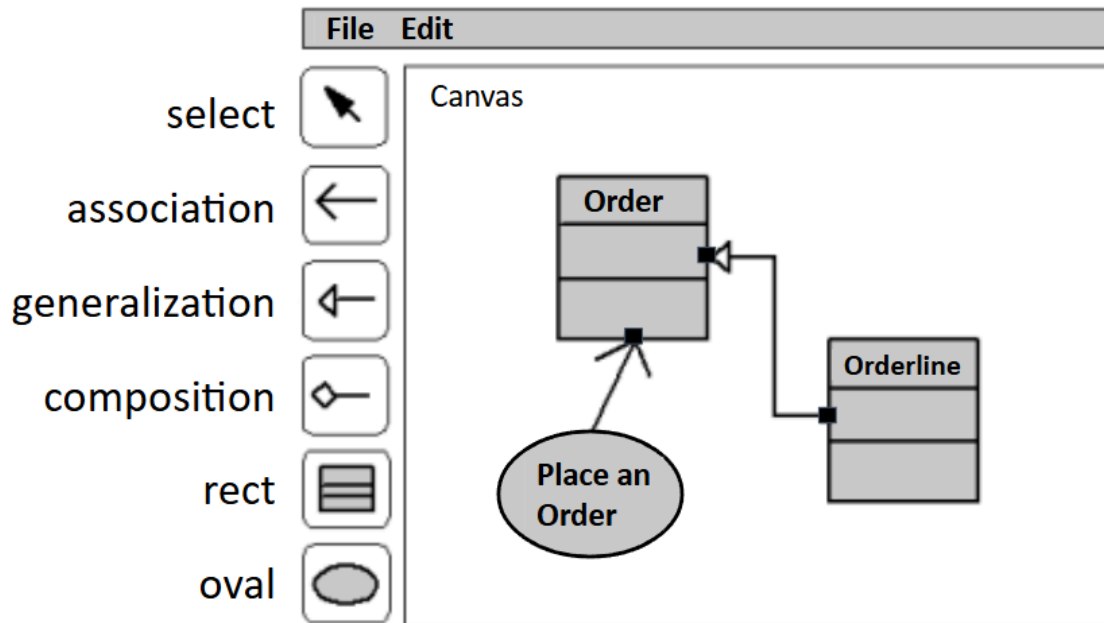 File Edit
select
Canvas
association
Order
generalization
Orderline
composition
rect
Place an
Order
oval